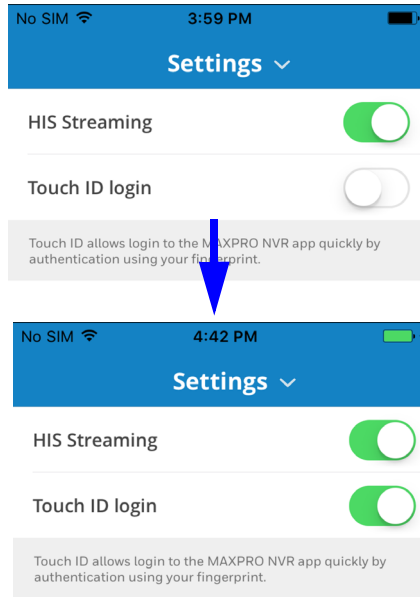 No SIM 3:59 PM
Settings
HIS Streaming
Touch ID login
Touch ID allows login to the MAXPRO NVR app quickly by
authentication using your fingerprint.
No SIM 4:42 PM
Settings
HIS Streaming
Touch ID login
Touch ID allows login to the MAXPRO NVR app quickly by
authentication using your fingerprint.